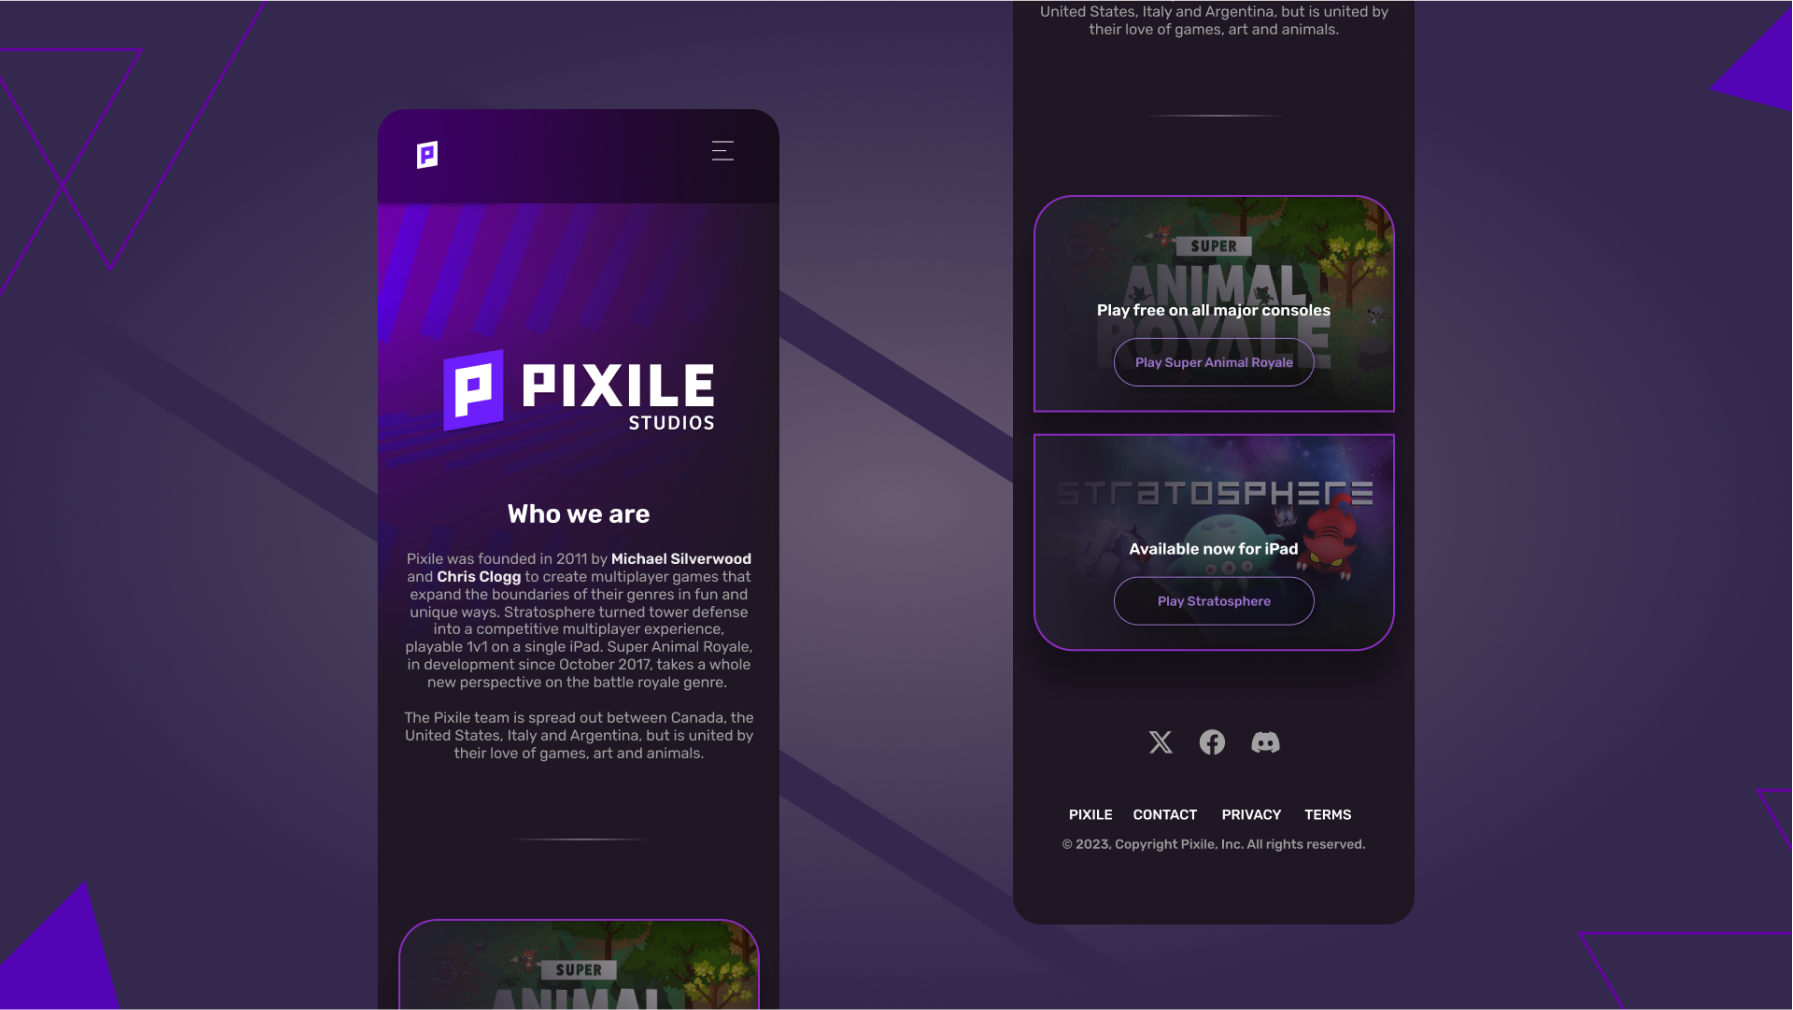 PIXILE
STUDIOS
Who we are
Pixile was founded in 2011 by Michael Silverwood
and Chris Clogg to create multiplayer games that
expand the boundaries of their genres in fun and
unique ways. Stratosphere turned tower defense
into a competitive multiplayer experience,
playable 1v1 on a single iPad. Super Animal Royale,
in development since October 2017, takes a whole
new perspective on the battle royale genre.
The Pixile team is spread out between Canada, the
United States, Italy and Argentina, but is united by
their love of games, art and animals.
SUPER
ANIMAL
United States, Italy and Argentina, but is united by
their love of games, art and animals.
SUPER
ANIMAL
ROYALE
Play free on all major consoles
Play Super Animal Royale
STRATOSPHERE
Available now for iPad
Play Stratosphere
PIXILE CONTACT PRIVACY TERMS
© 2023, Copyright Pixile, Inc. All rights reserved.